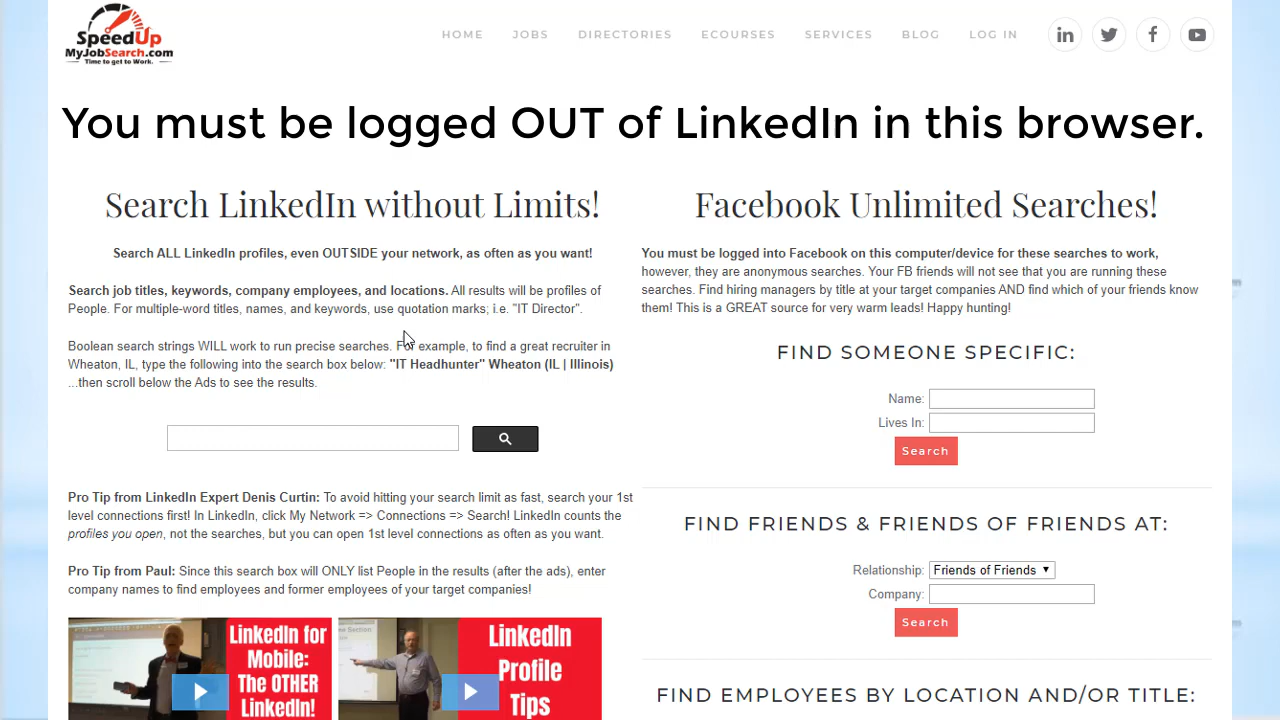 SpeedUp
MyJobSearch.com
Time to get to Work.
HOME JOBS DIRECTORIES ECOURSES SERVICES BLOG LOG IN
You must be logged OUT of LinkedIn in this browser.
Search LinkedIn without Limits!
Search ALL LinkedIn profiles, even OUTSIDE your network, as often as you want!
Search job titles, keywords, company employees, and locations. All results will be profiles of
People. For multiple-word titles, names, and keywords, use quotation marks; i.e. "IT Director".
Boolean search strings WILL work to run precise searches. For example, to find a great recruiter in
Wheaton, IL, type the following into the search box below: "IT Headhunter" Wheaton (IL | Illinois)
...then scroll below the Ads to see the results.
Pro Tip from LinkedIn Expert Denis Curtin: To avoid hitting your search limit as fast, search your 1st
level connections first! In LinkedIn, click My Network => Connections => Search! LinkedIn counts the
profiles you open, not the searches, but you can open 1st level connections as often as you want.
Pro Tip from Paul: Since this search box will ONLY list People in the results (after the ads), enter
company names to find employees and former employees of your target companies!
LinkedIn for
Mobile:
The OTHER
LinkedIn!
LinkedIn
Profile
Tips
Facebook Unlimited Searches!
You must be logged into Facebook on this computer/device for these searches to work,
however, they are anonymous searches. Your FB friends will not see that you are running these
searches. Find hiring managers by title at your target companies AND find which of your friends know
them! This is a GREAT source for very warm leads! Happy hunting!
FIND SOMEONE SPECIFIC:
Name:
Lives In:
Search
FIND FRIENDS & FRIENDS OF FRIENDS AT:
Relationship: Friends of Friends
Company:
Search
FIND EMPLOYEES BY LOCATION AND/OR TITLE: